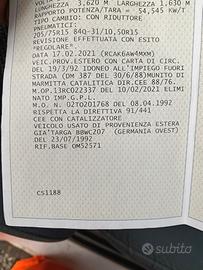 LUNGHEZZA 3,620 M LARGHEZZA 1,630 M
RAPPORTO POTENZA/TARA = 54,545 KW/T
TIPO CAMBIO: CON RIDUTTORE
PNEUMATICI:
205/75R15 84Q-31/10,50R15
REVISIONE EFFETTUATA CON ESITO
"REGOLARE".
DATA 17.02.2021 (RCAK6AW4MXM)
VEIC.PROV.ESTERO CON CARTA DI CIRC.
DEL 19/3/92 IDONEO ALL'IMPIEGO FUORI
STRADA (DM 387 DEL 30/6/88)MUNITO DI
MARMITTA CATALITICA DIR.CEE 88/76.
M.OP.13RC022337 DEL 10/02/2021 ELIMI
NATO IMP.G.P.L.
M.O. N. 02TO201768 DEL 08.04.1992
RISPETTA LA DIRETTIVA 91/441
CEE CON CATALIZZATORE
VEICOLO USATO DI PROVENIENZA ESTERA
GIA'TARGA BBWCZ07 (GERMANIA OVEST)
DEL 23/07/1992
RIF.BASE OM52571
CS1188
subito